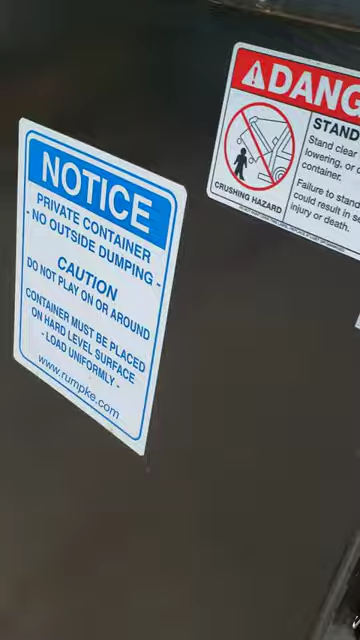 NOTICE
PRIVATE CONTAINER
- NO OUTSIDE DUMPING -
CAUTION
DO NOT PLAY ON OR AROUND
CONTAINER MUST BE PLACED
ON HARD LEVEL SURFACE
- LOAD UNIFORMLY -
www.rumpke.com
DANG
STAND
Stand clear
lowering, or
container.
Failure to stand
could result in
injury or death.
CRUSHING HAZARD